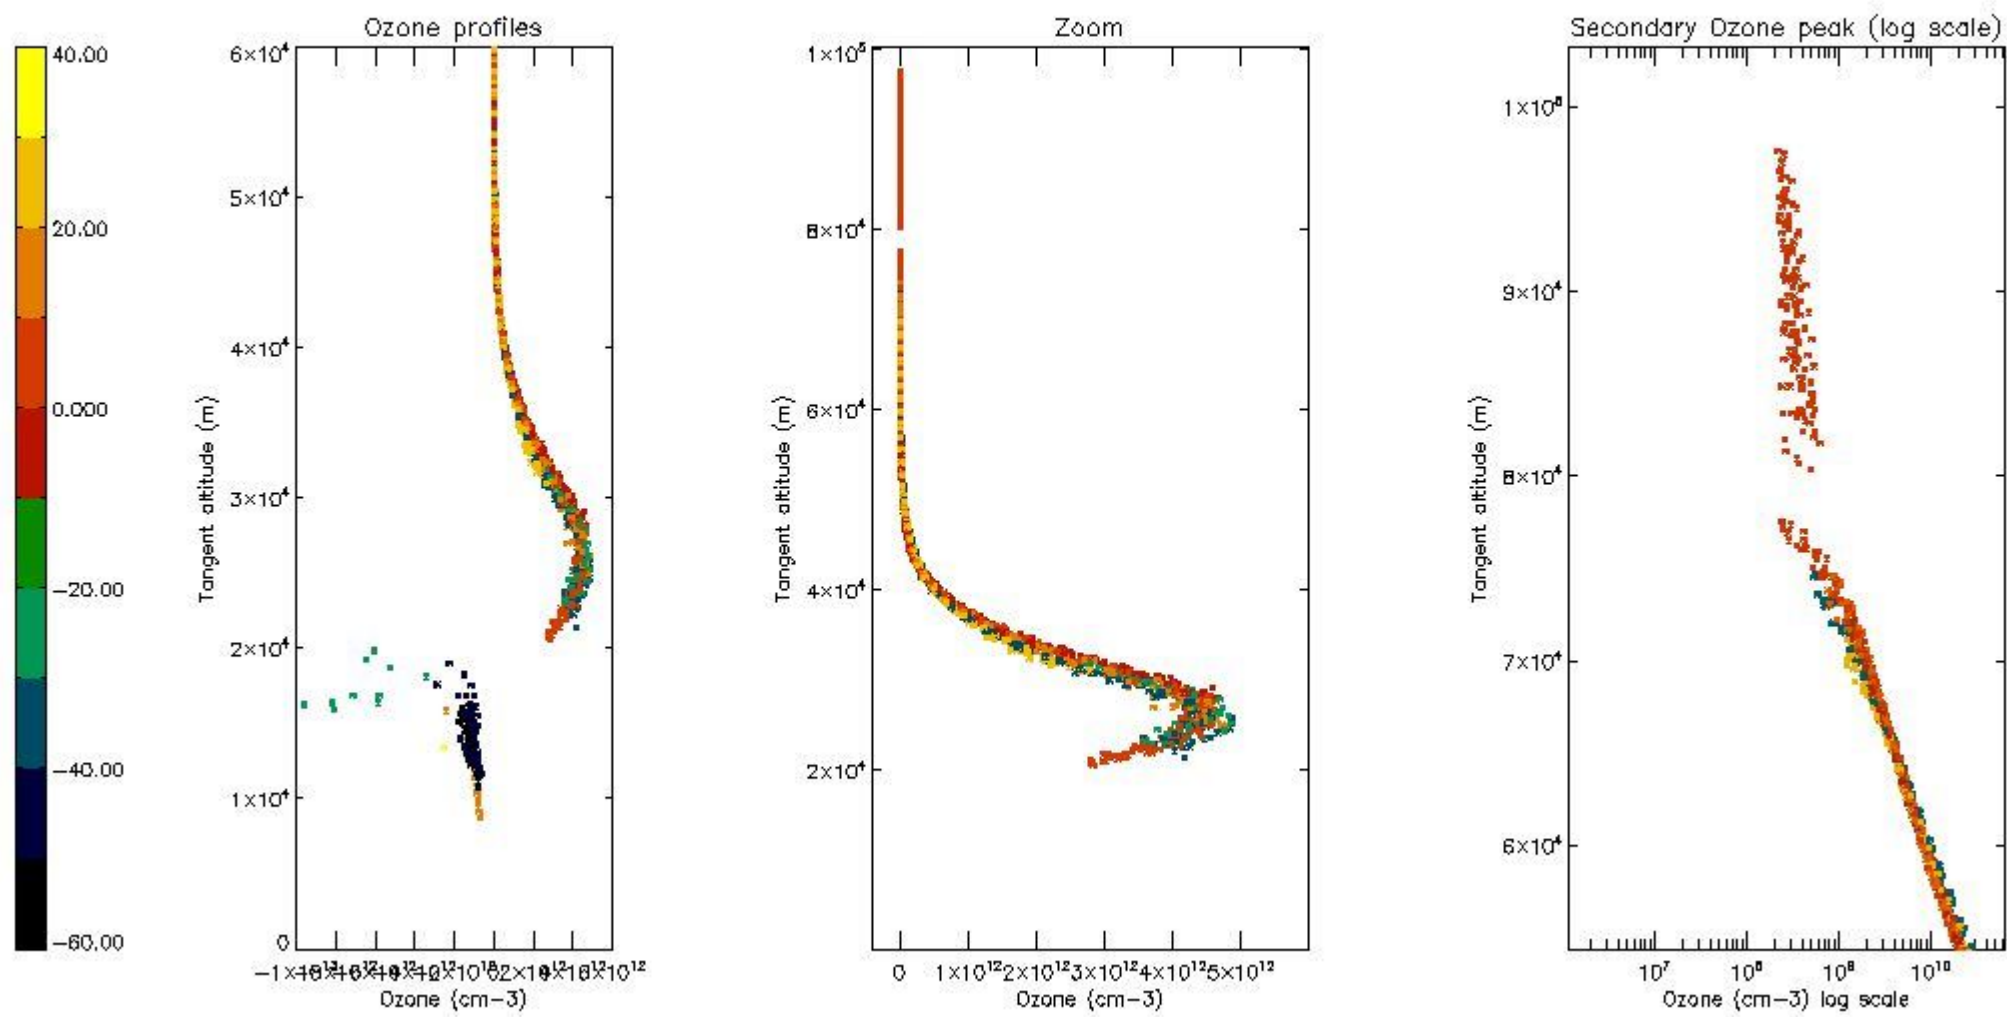 Ozone profiles
Zoom
Secondary Ozone peak (log scale)
40.00
20.00
0.000
−20.00
−40.00
−60.00
6×10⁴
5×10⁴
4×10⁴
3×10⁴
2×10⁴
1×10⁴
0
Tangent altitude (m)
Ozone (cm−3)
1×10⁵
8×10⁴
6×10⁴
4×10⁴
2×10⁴
Tangent altitude (m)
0 1×10¹² 2×10¹² 3×10¹² 4×10¹² 5×10¹²
Ozone (cm−3)
9×10⁴
8×10⁴
7×10⁴
6×10⁴
Tangent altitude (m)
10⁷ 10⁸ 10⁹ 10¹⁰
Ozone (cm−3) log scale